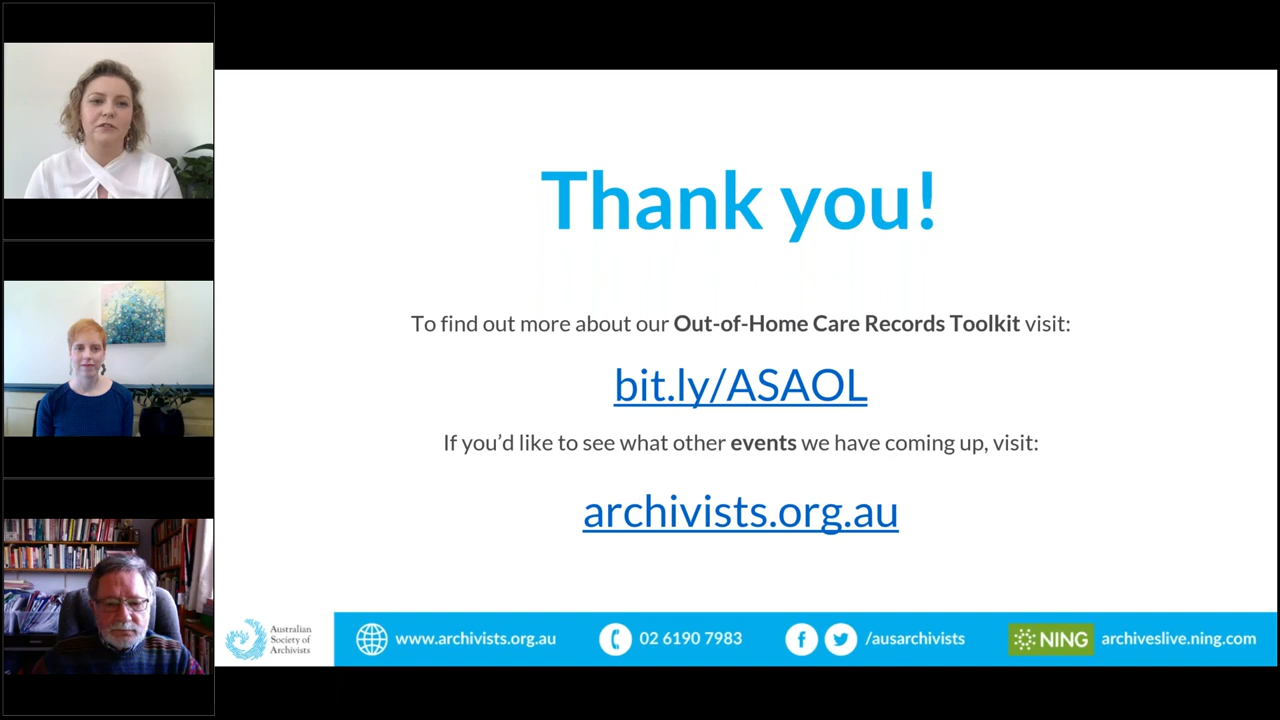 Thank you!
To find out more about our Out-of-Home Care Records Toolkit visit:
bit.ly/ASAOL
If you'd like to see what other events we have coming up, visit:
archivists.org.au
Australian
Society of
Archivists
www.archivists.org.au
02 6190 7983
/ausarchivists
NING
archiveslive.ning.com